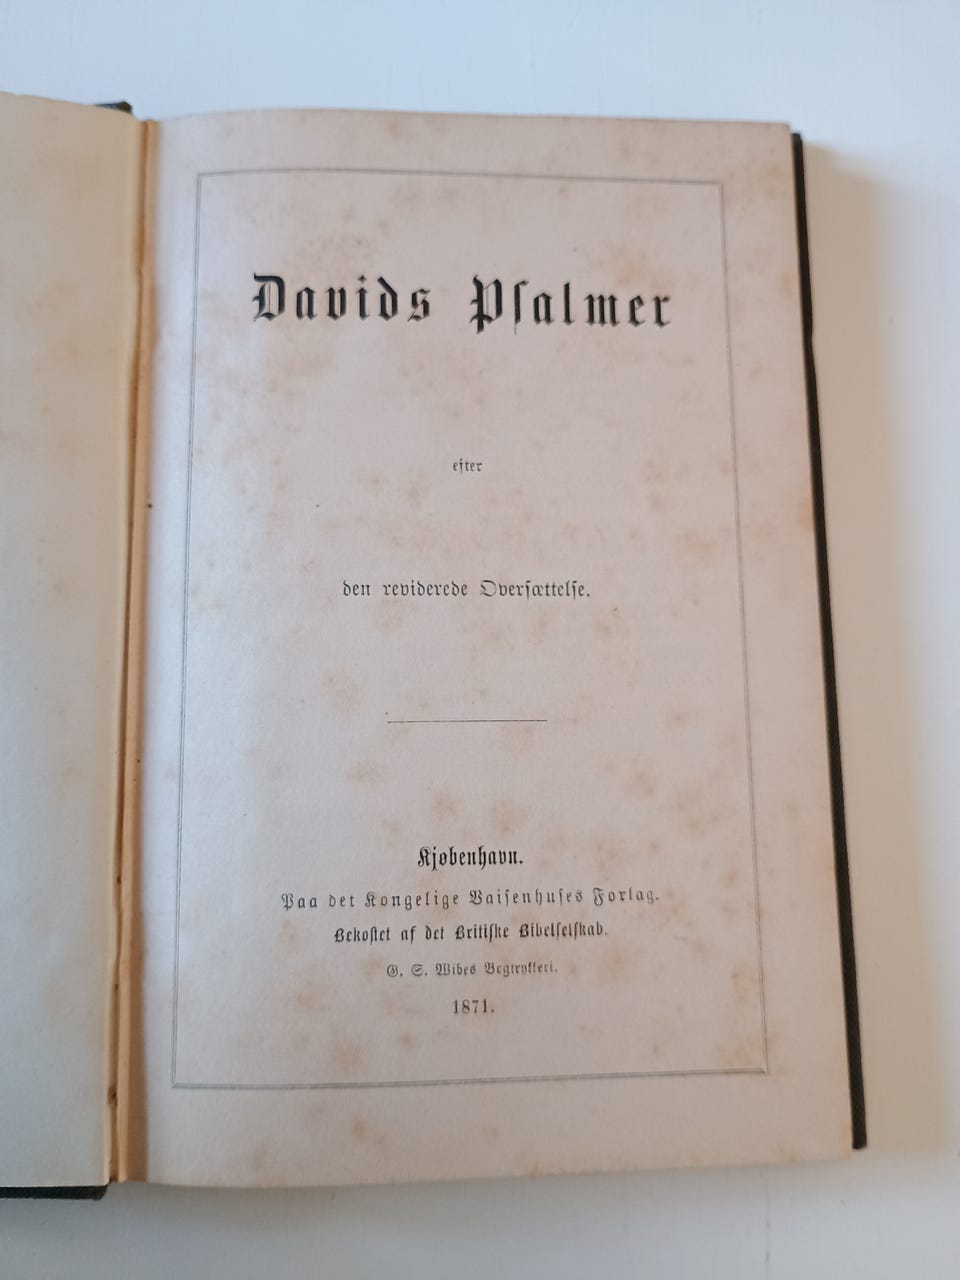 Davids Psalmer
efter
den reviderede Oversættelse.
Kjøbenhavn.
Paa det Kongelige Vaisenhuses Forlag.
Bekostet af det Britiske Bibelselskab.
G. S. Wibes Bogtrykkeri.
1871.